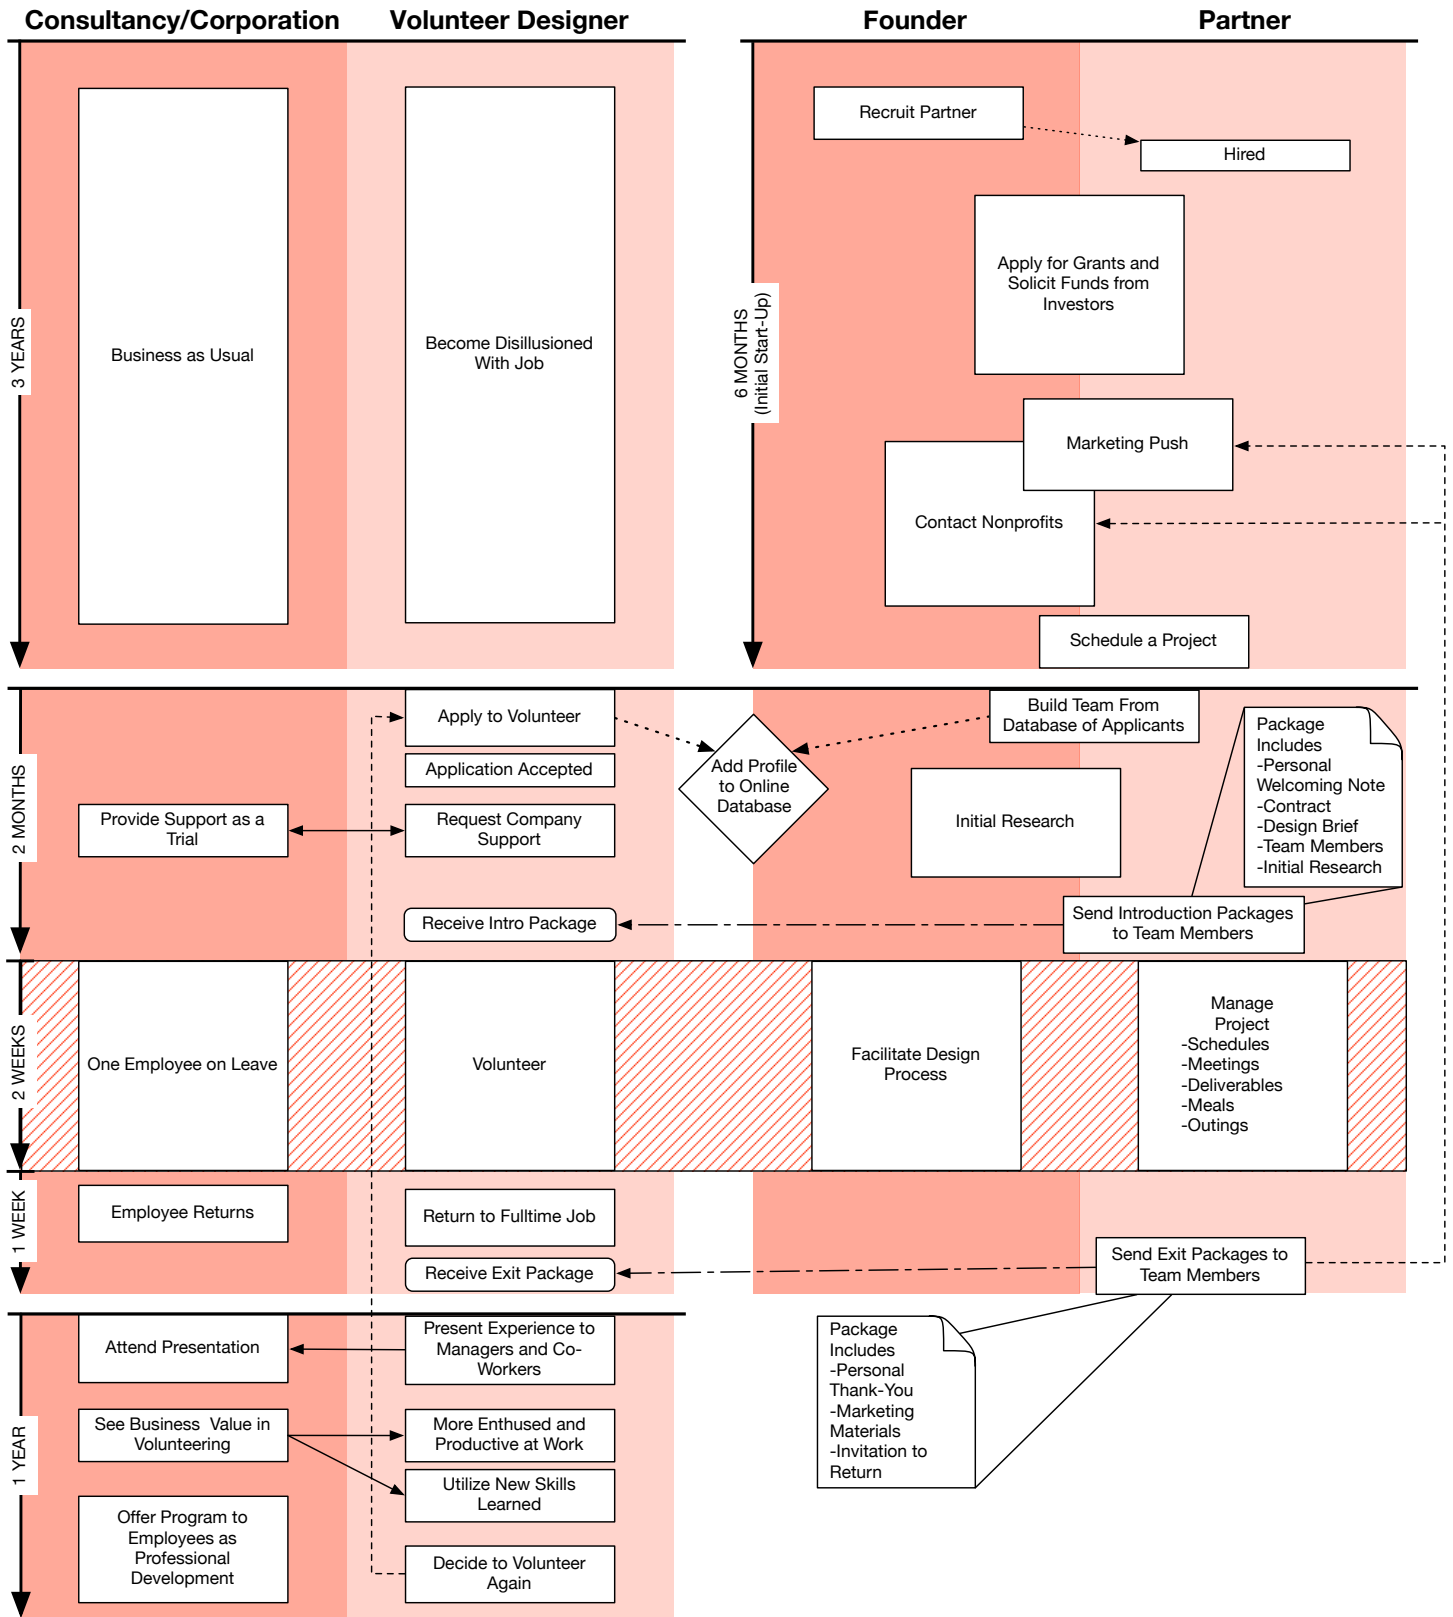 Consultancy/Corporation
Volunteer Designer
Founder
Partner
3 YEARS
Business as Usual
Become Disillusioned
With Job
6 MONTHS
(Initial Start-Up)
Recruit Partner
Hired
Apply for Grants and
Solicit Funds from
Investors
Marketing Push
Contact Nonprofits
Schedule a Project
2 MONTHS
Apply to Volunteer
Application Accepted
Provide Support as a
Trial
Request Company
Support
Receive Intro Package
Add Profile
to Online
Database
Build Team From
Database of Applicants
Initial Research
Package
Includes
-Personal
Welcoming Note
-Contract
-Design Brief
-Team Members
-Initial Research
Send Introduction Packages
to Team Members
2 WEEKS
One Employee on Leave
Volunteer
Facilitate Design
Process
Manage
Project
-Schedules
-Meetings
-Deliverables
-Meals
-Outings
1 WEEK
Employee Returns
Return to Fulltime Job
Receive Exit Package
Send Exit Packages to
Team Members
Package
Includes
-Personal
Thank-You
-Marketing
Materials
-Invitation to
Return
1 YEAR
Attend Presentation
Present Experience to
Managers and Co-
Workers
See Business  Value in
Volunteering
More Enthused and
Productive at Work
Utilize New Skills
Learned
Offer Program to
Employees as
Professional
Development
Decide to Volunteer
Again